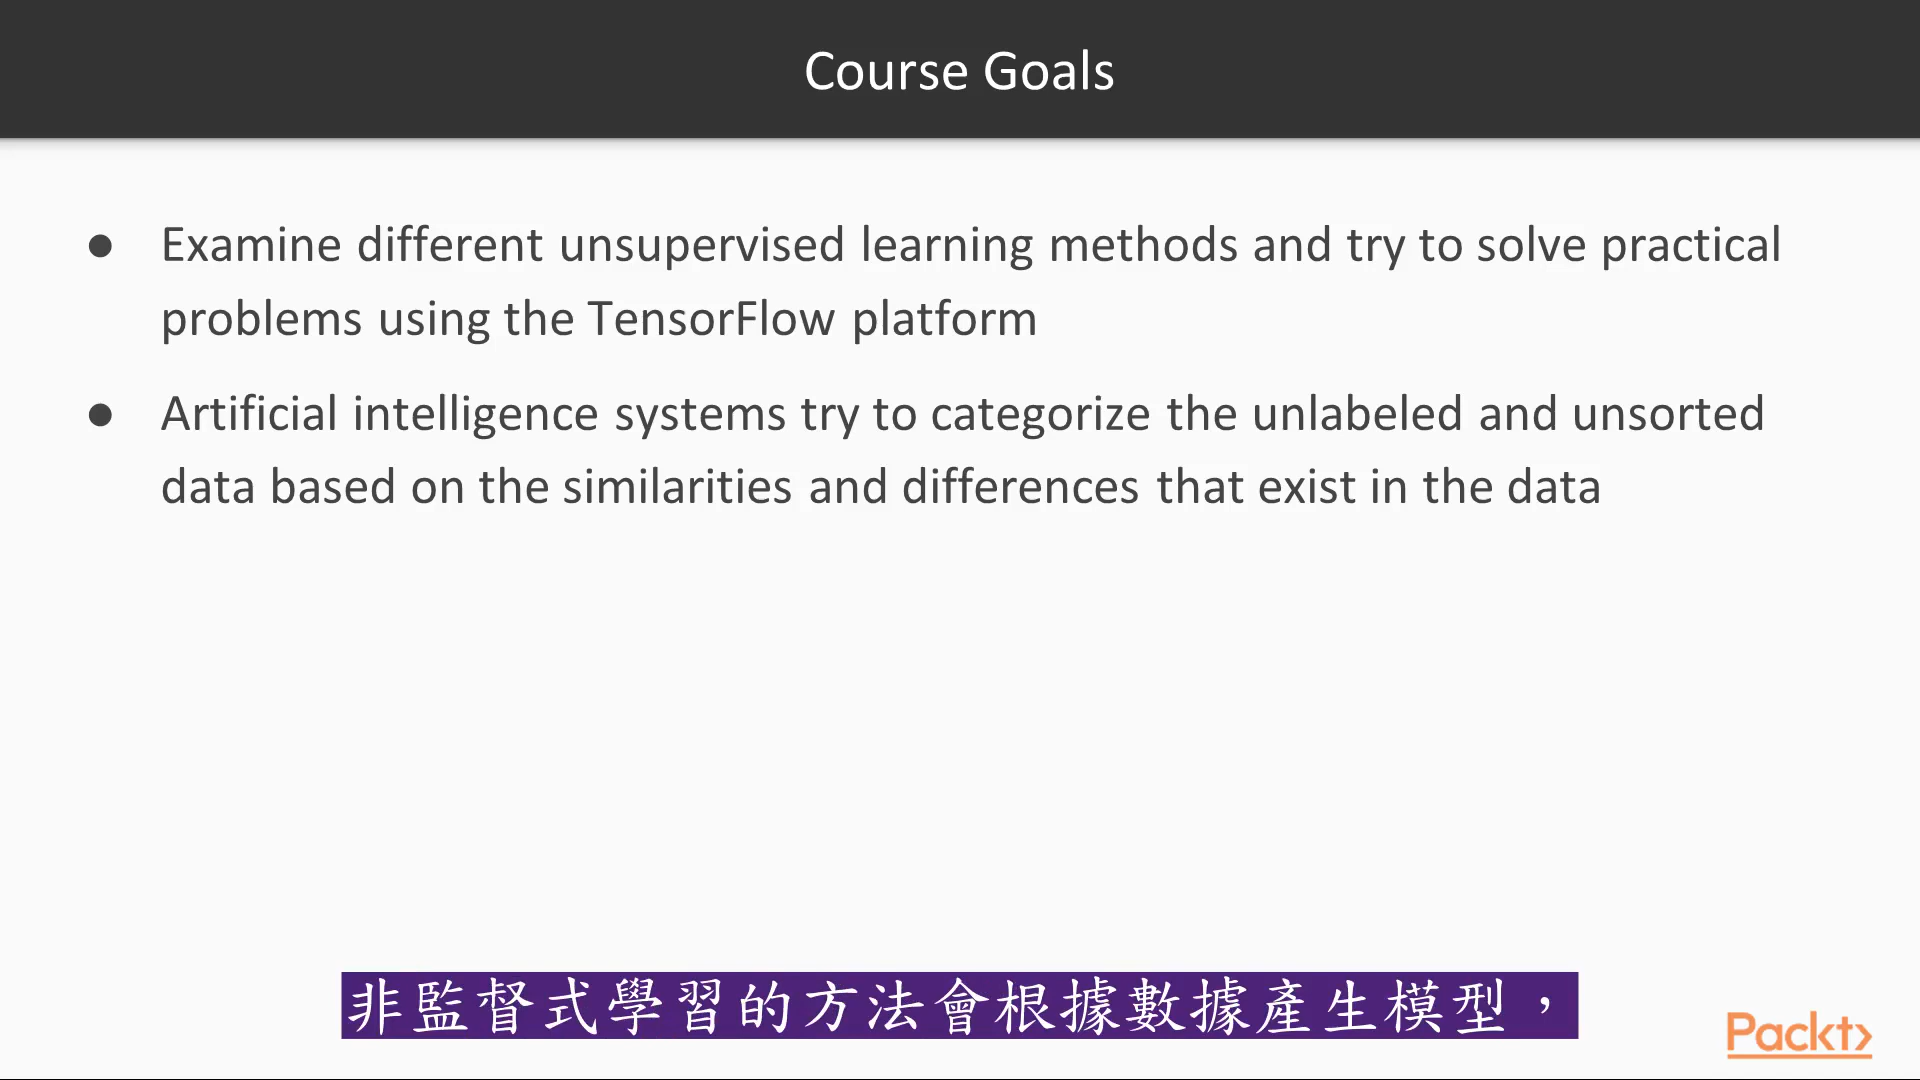 Course Goals
● Examine different unsupervised learning methods and try to solve practical
problems using the TensorFlow platform
● Artificial intelligence systems try to categorize the unlabeled and unsorted
data based on the similarities and differences that exist in the data
非監督式學習的方法會根據數據產生模型，
Packt>